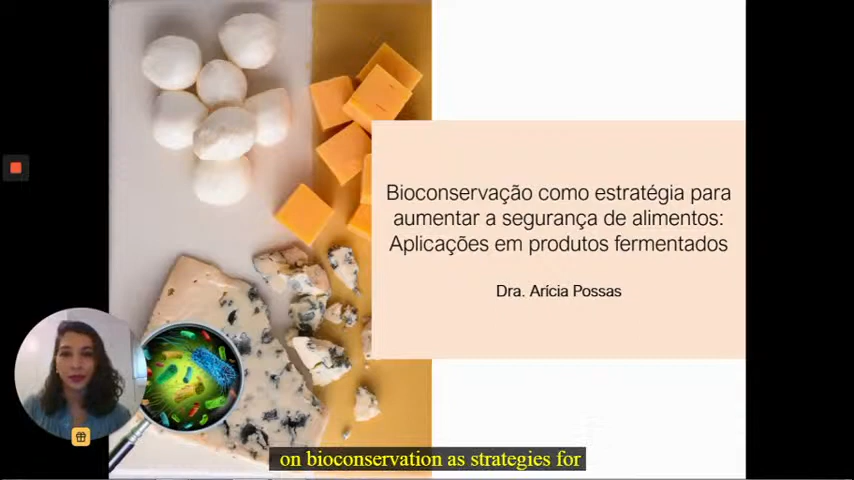 Bioconservação como estratégia para
aumentar a segurança de alimentos:
Aplicações em produtos fermentados
Dra. Arícia Possas
on bioconservation as strategies for